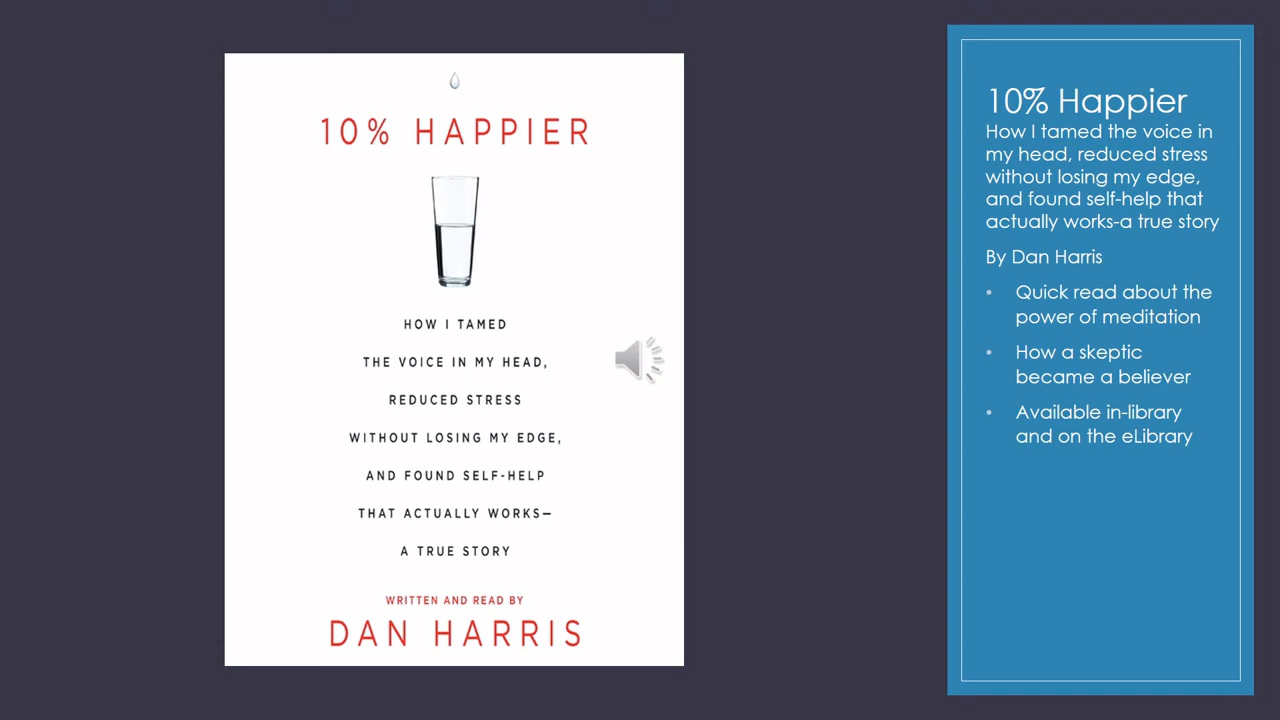 10% HAPPIER
HOW I TAMED
THE VOICE IN MY HEAD,
REDUCED STRESS
WITHOUT LOSING MY EDGE,
AND FOUND SELF-HELP
THAT ACTUALLY WORKS—
A TRUE STORY
WRITTEN AND READ BY
DAN HARRIS
10% Happier
How I tamed the voice in
my head, reduced stress
without losing my edge,
and found self-help that
actually works-a true story
By Dan Harris
• Quick read about the
power of meditation
• How a skeptic
became a believer
• Available in-library
and on the eLibrary